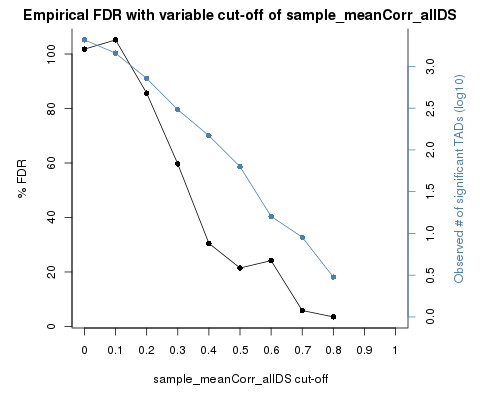 Empirical FDR with variable cut-off of sample_meanCorr_allDS
% FDR
100
80
60
40
20
0
3.0
2.5
2.0
1.5
1.0
0.5
0.0
Observed # of significant TADs (log10)
0 0.1 0.2 0.3 0.4 0.5 0.6 0.7 0.8 0.9 1
sample_meanCorr_allDS cut-off